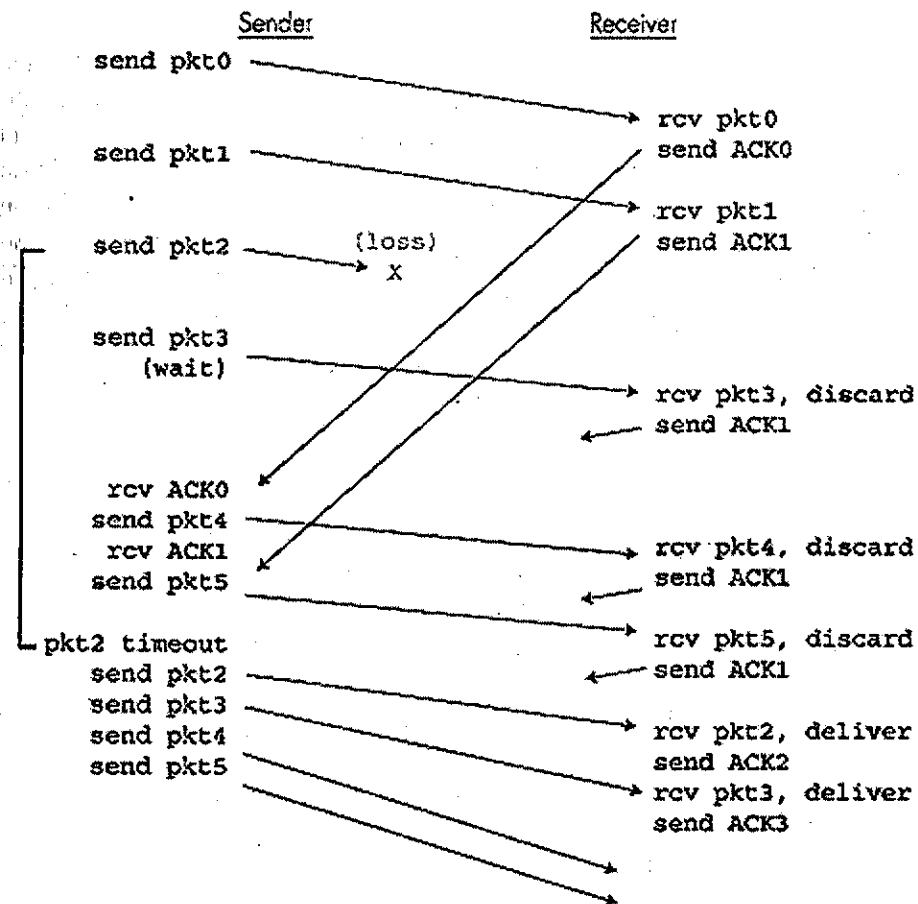 Sender Receiver
send pkt0
rcv pkt0
send ACK0
send pkt1
rcv pkt1
send ACK1
send pkt2
(loss)
X
send pkt3
(wait)
rcv pkt3, discard
send ACK1
rcv ACK0
send pkt4
rcv ACK1
send pkt5
rcv pkt4, discard
send ACK1
rcv pkt5, discard
send ACK1
pkt2 timeout
send pkt2
send pkt3
send pkt4
send pkt5
rcv pkt2, deliver
send ACK2
rcv pkt3, deliver
send ACK3